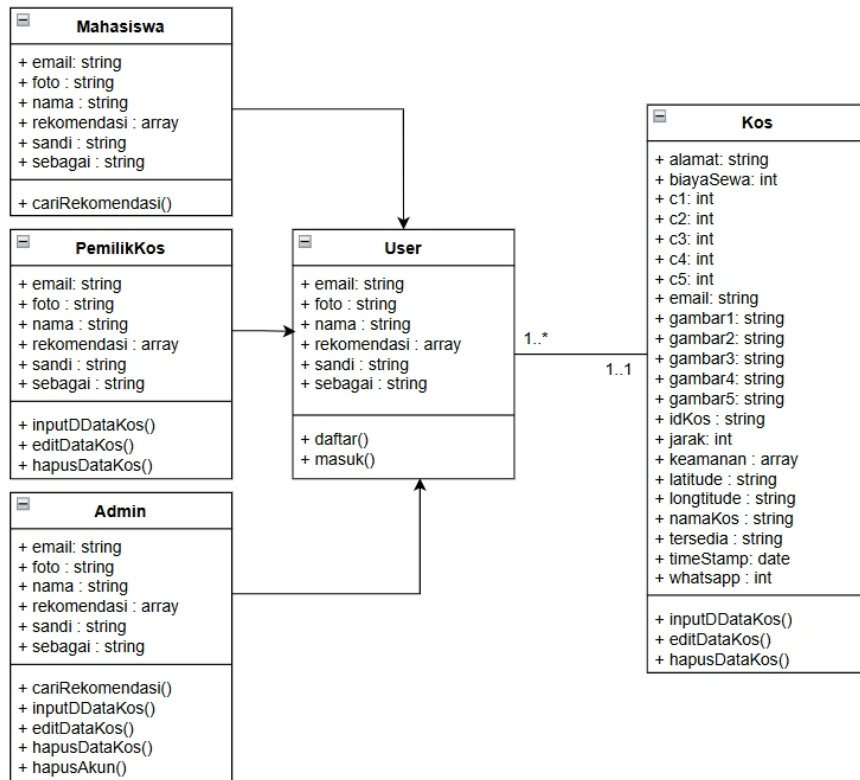 Mahasiswa
+ email: string
+ foto : string
+ nama : string
+ rekomendasi : array
+ sandi : string
+ sebagai : string
+ cariRekomendasi()
PemilikKos
+ email: string
+ foto : string
+ nama : string
+ rekomendasi : array
+ sandi : string
+ sebagai : string
+ inputDDataKos()
+ editDataKos()
+ hapusDataKos()
Admin
+ email: string
+ foto : string
+ nama : string
+ rekomendasi : array
+ sandi : string
+ sebagai : string
+ cariRekomendasi()
+ inputDDataKos()
+ editDataKos()
+ hapusDataKos()
+ hapusAkun()
User
+ email: string
+ foto : string
+ nama : string
+ rekomendasi : array
+ sandi : string
+ sebagai : string
+ daftar()
+ masuk()
1..*
1..1
Kos
+ alamat: string
+ biayaSewa: int
+ c1: int
+ c2: int
+ c3: int
+ c4: int
+ c5: int
+ email: string
+ gambar1: string
+ gambar2: string
+ gambar3: string
+ gambar4: string
+ gambar5: string
+ idKos : string
+ jarak: int
+ keamanan : array
+ latitude : string
+ longtitude : string
+ namaKos : string
+ tersedia : string
+ timeStamp: date
+ whatsapp : int
+ inputDDataKos()
+ editDataKos()
+ hapusDataKos()